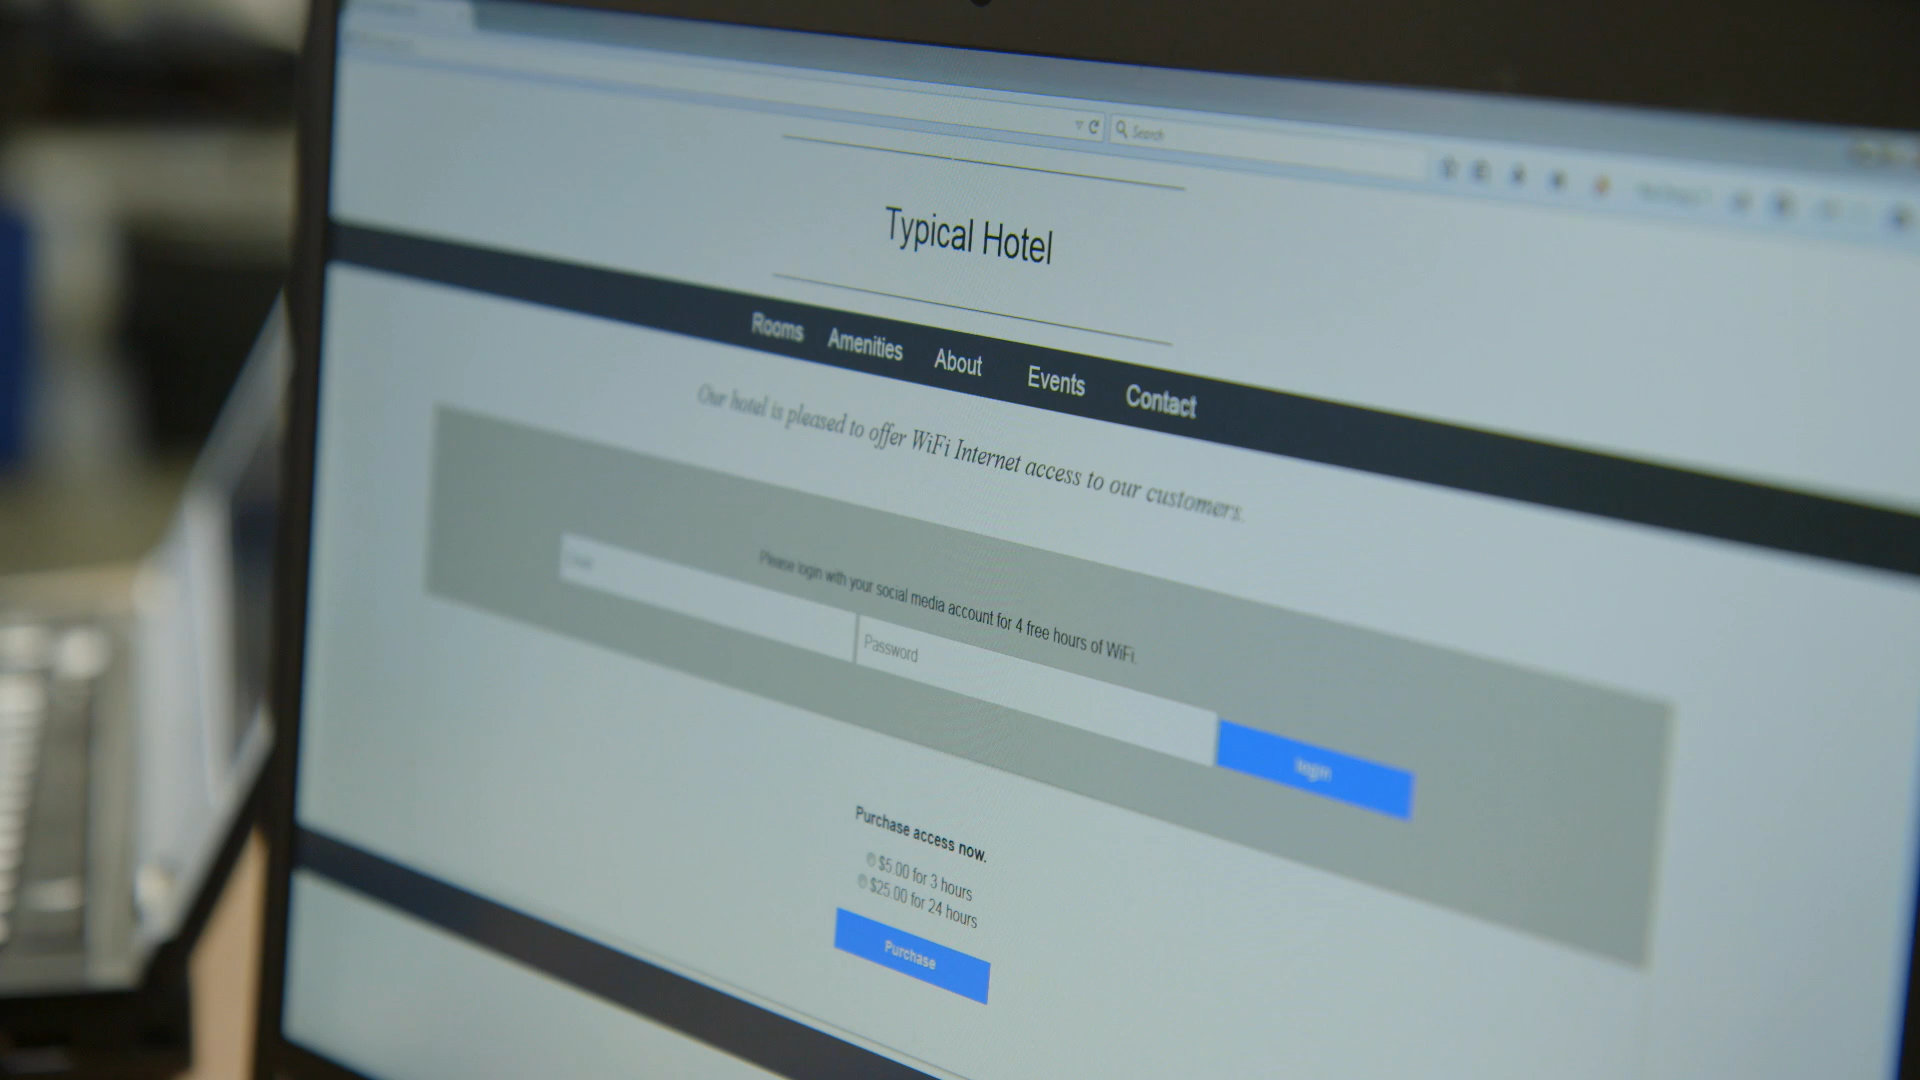 Search
Typical Hotel
Rooms Amenities About Events Contact
Our hotel is pleased to offer WiFi Internet access to our customers.
Please login with your social media account for 4 free hours of WiFi.
Email Password login
Purchase access now.
$5.00 for 3 hours
$25.00 for 24 hours
Purchase